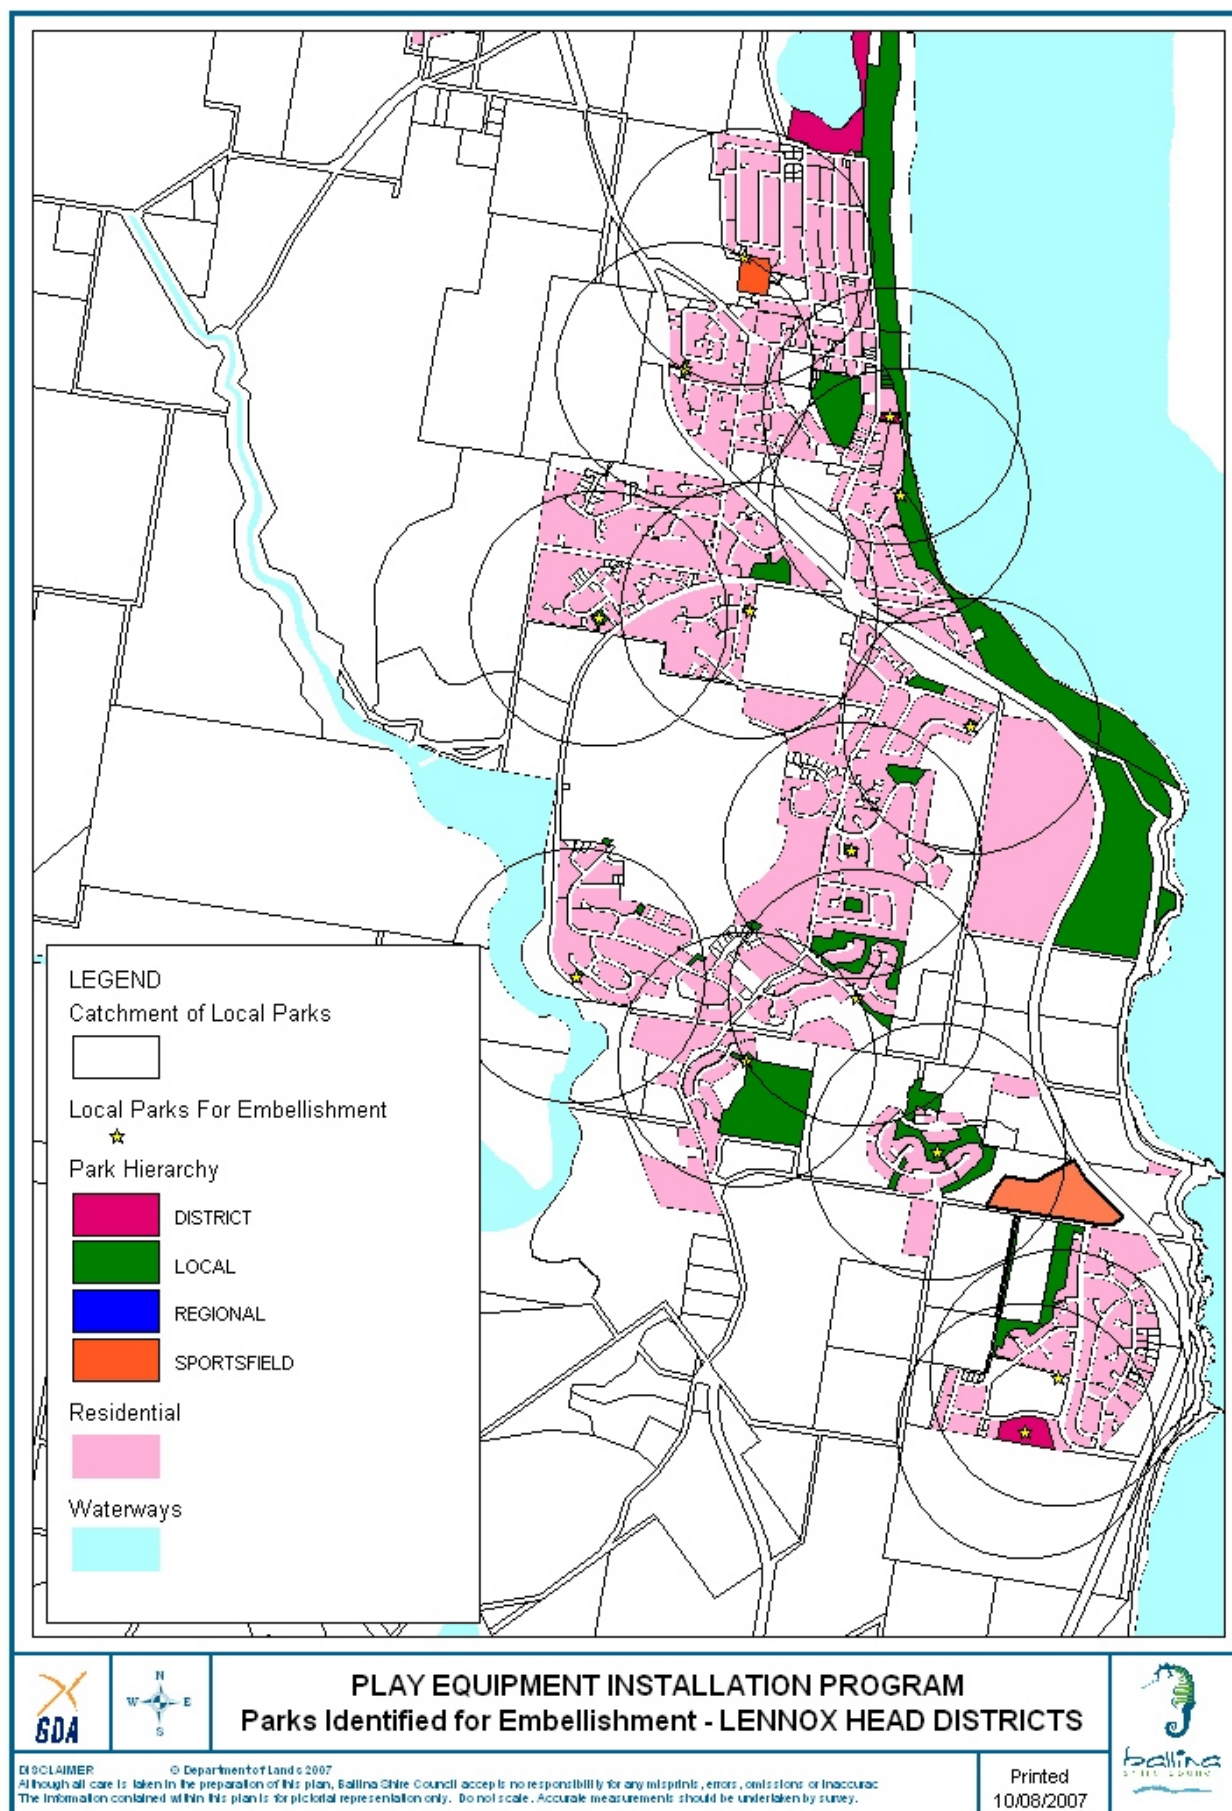 LEGEND
Catchment of Local Parks
Local Parks For Embellishment
Park Hierarchy
DISTRICT
LOCAL
REGIONAL
SPORTSFIELD
Residential
Waterways
GDA
N
W E
S
PLAY EQUIPMENT INSTALLATION PROGRAM
Parks Identified for Embellishment - LENNOX HEAD DISTRICTS
ballina
SHIRE COUNCIL
DISCLAIMER © Department of Lands 2007
Although all care is taken in the preparation of this plan, Ballina Shire Council accepts no responsibility for any misprints, errors, omissions or inaccurac
The information contained within this plan is for pictorial representation only. Do not scale. Accurate measurements should be undertaken by survey.
Printed
10/08/2007